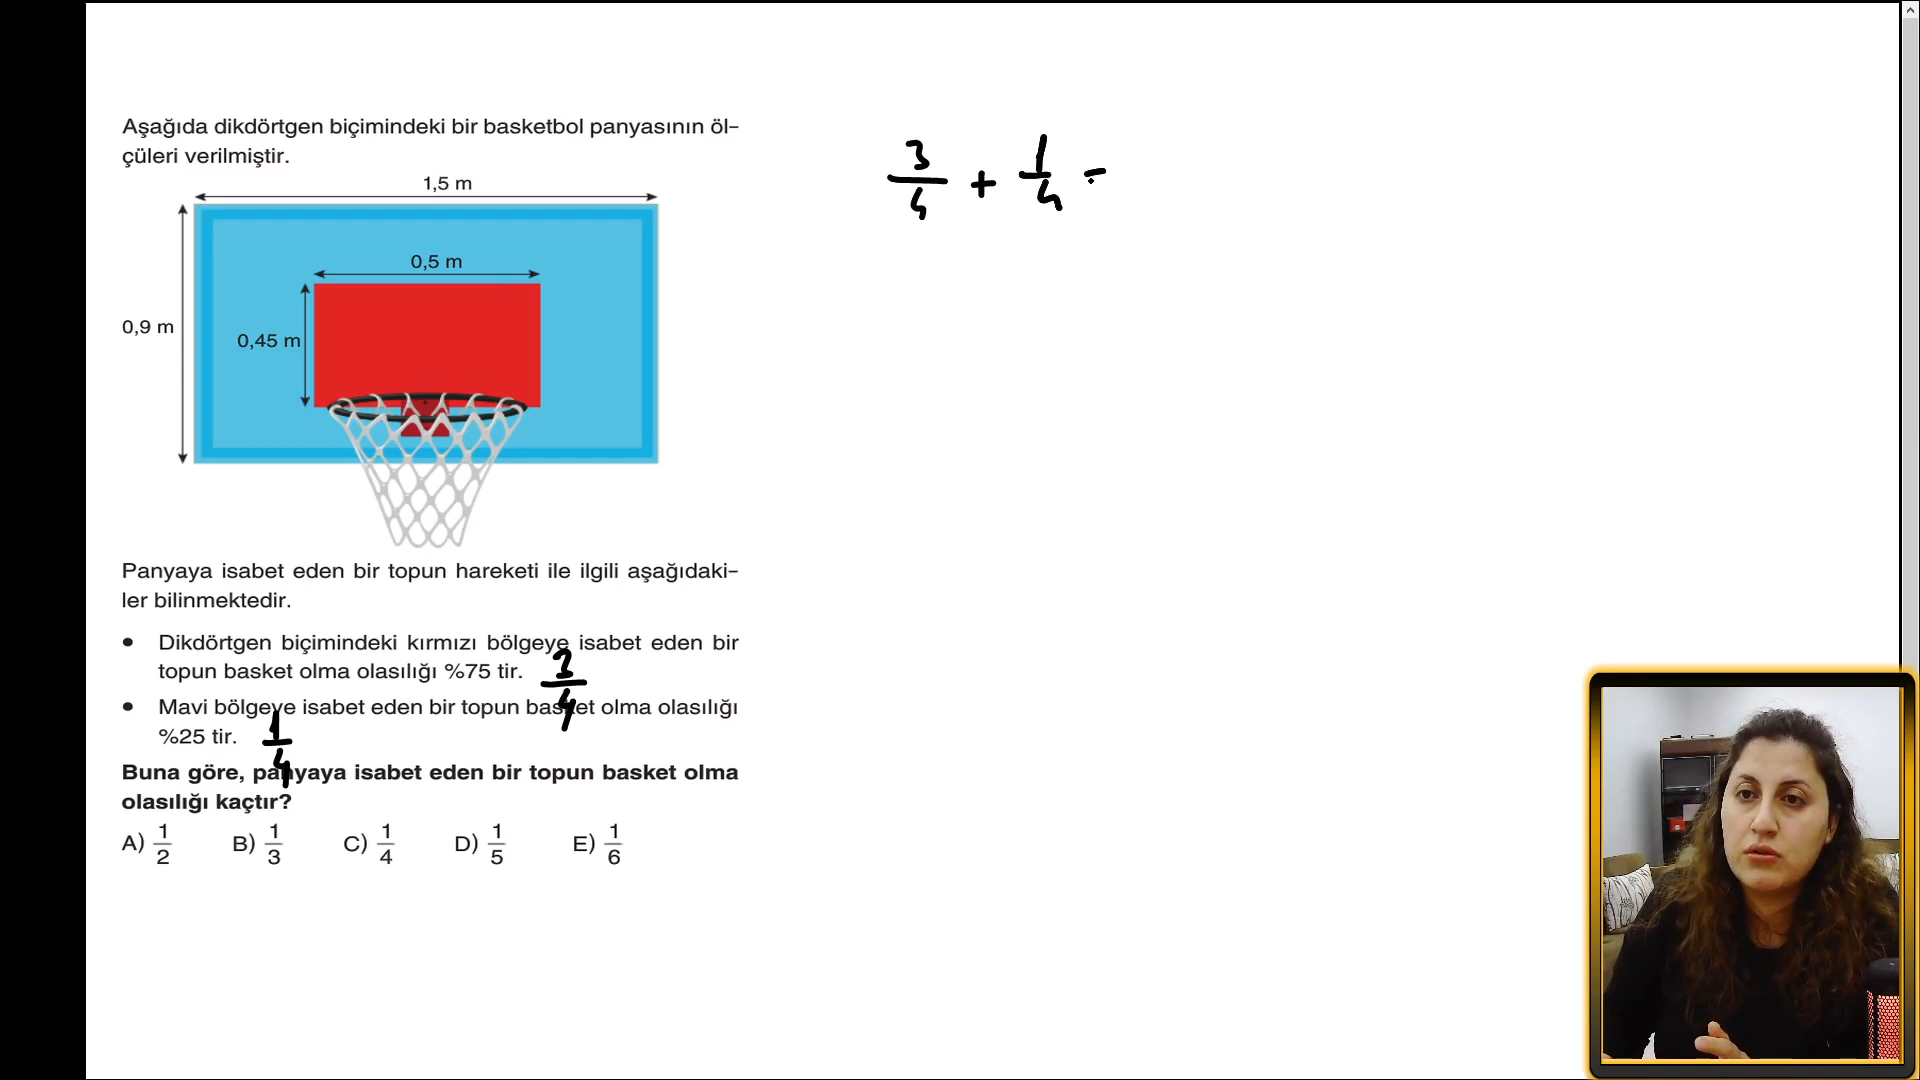 Aşağıda dikdörtgen biçimindeki bir basketbol panyasının öl-
çüleri verilmiştir.
1,5 m
0,5 m
0,9 m
0,45 m
Panyaya isabet eden bir topun hareketi ile ilgili aşağıdaki-
ler bilinmektedir.
• Dikdörtgen biçimindeki kırmızı bölgeye isabet eden bir
topun basket olma olasılığı %75 tir. 3/4
• Mavi bölgeye isabet eden bir topun basket olma olasılığı
%25 tir. 1/4
Buna göre, panyaya isabet eden bir topun basket olma
olasılığı kaçtır?
A) 1/2 B) 1/3 C) 1/4 D) 1/5 E) 1/6
3/4 + 1/4 =